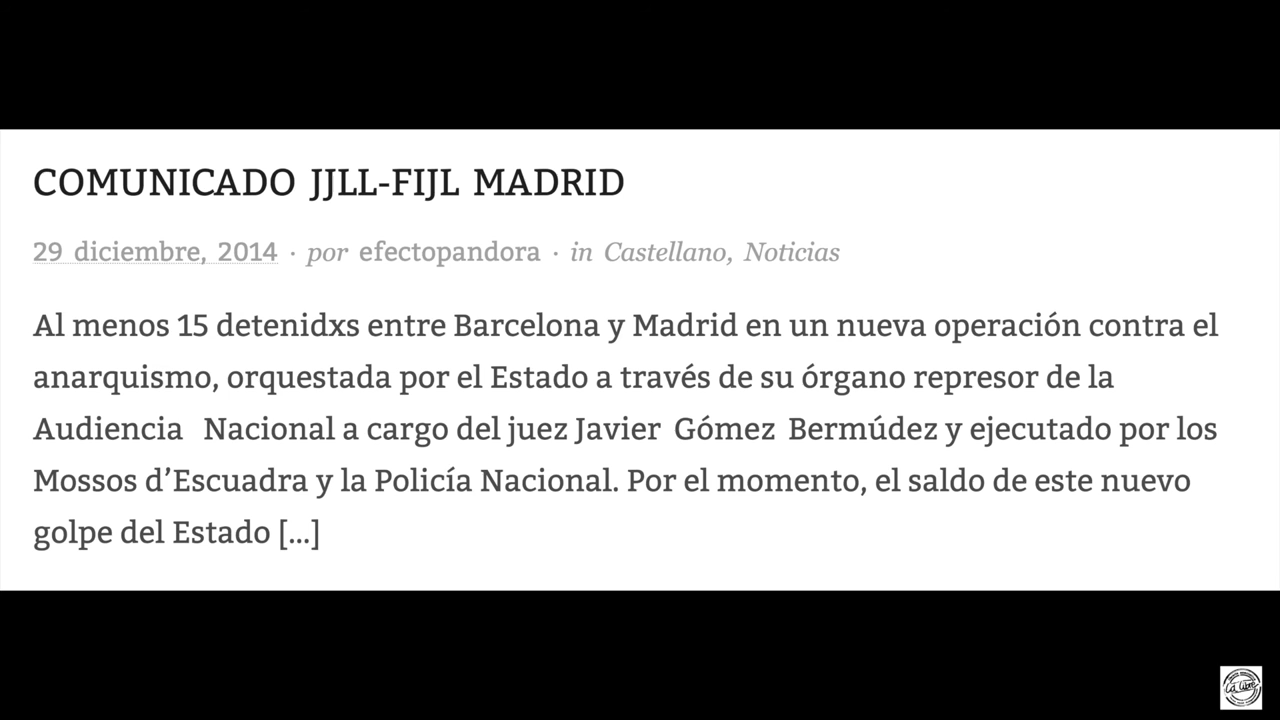 COMUNICADO JJLL-FIJL MADRID
29 diciembre, 2014 · por efectopandora · in Castellano, Noticias
Al menos 15 detenidxs entre Barcelona y Madrid en un nueva operación contra el
anarquismo, orquestada por el Estado a través de su órgano represor de la
Audiencia Nacional a cargo del juez Javier Gómez Bermúdez y ejecutado por los
Mossos d’Escuadra y la Policía Nacional. Por el momento, el saldo de este nuevo
golpe del Estado [...]